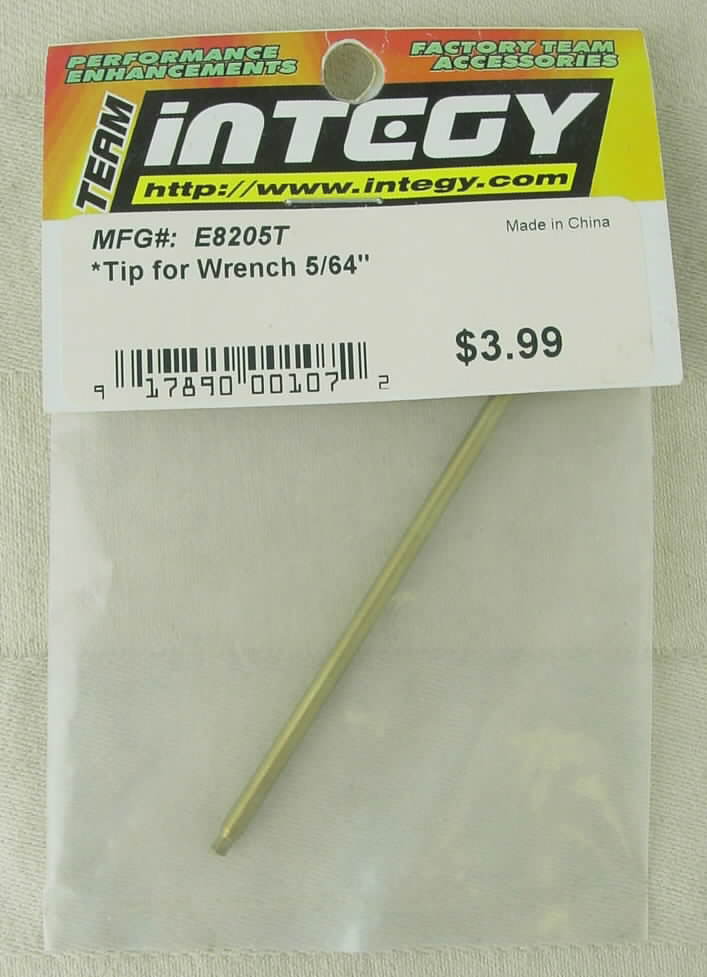 PERFORMANCE
ENHANCEMENTS
FACTORY TEAM
ACCESSORIES
TEAM
iNTEGY
http://www.integy.com
MFG#: E8205T
Made in China
*Tip for Wrench 5/64"
$3.99
9 17890 00107 2